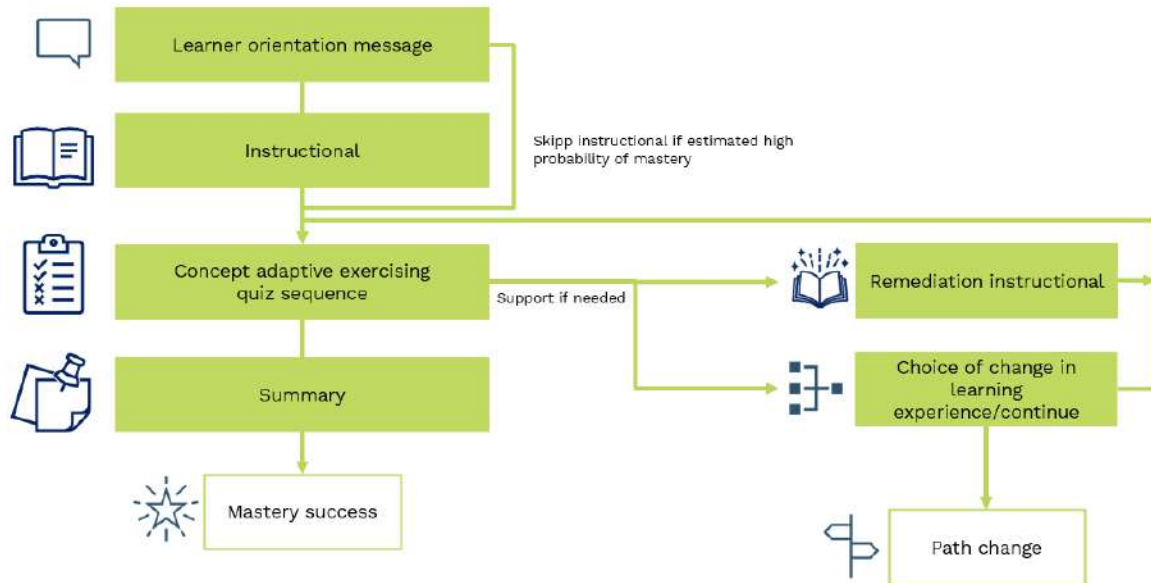 Learner orientation message
Instructional
Skipp instructional if estimated high
probability of mastery
Concept adaptive exercising
quiz sequence
Support if needed
Remediation instructional
Summary
Choice of change in
learning
experience/continue
Mastery success
Path change